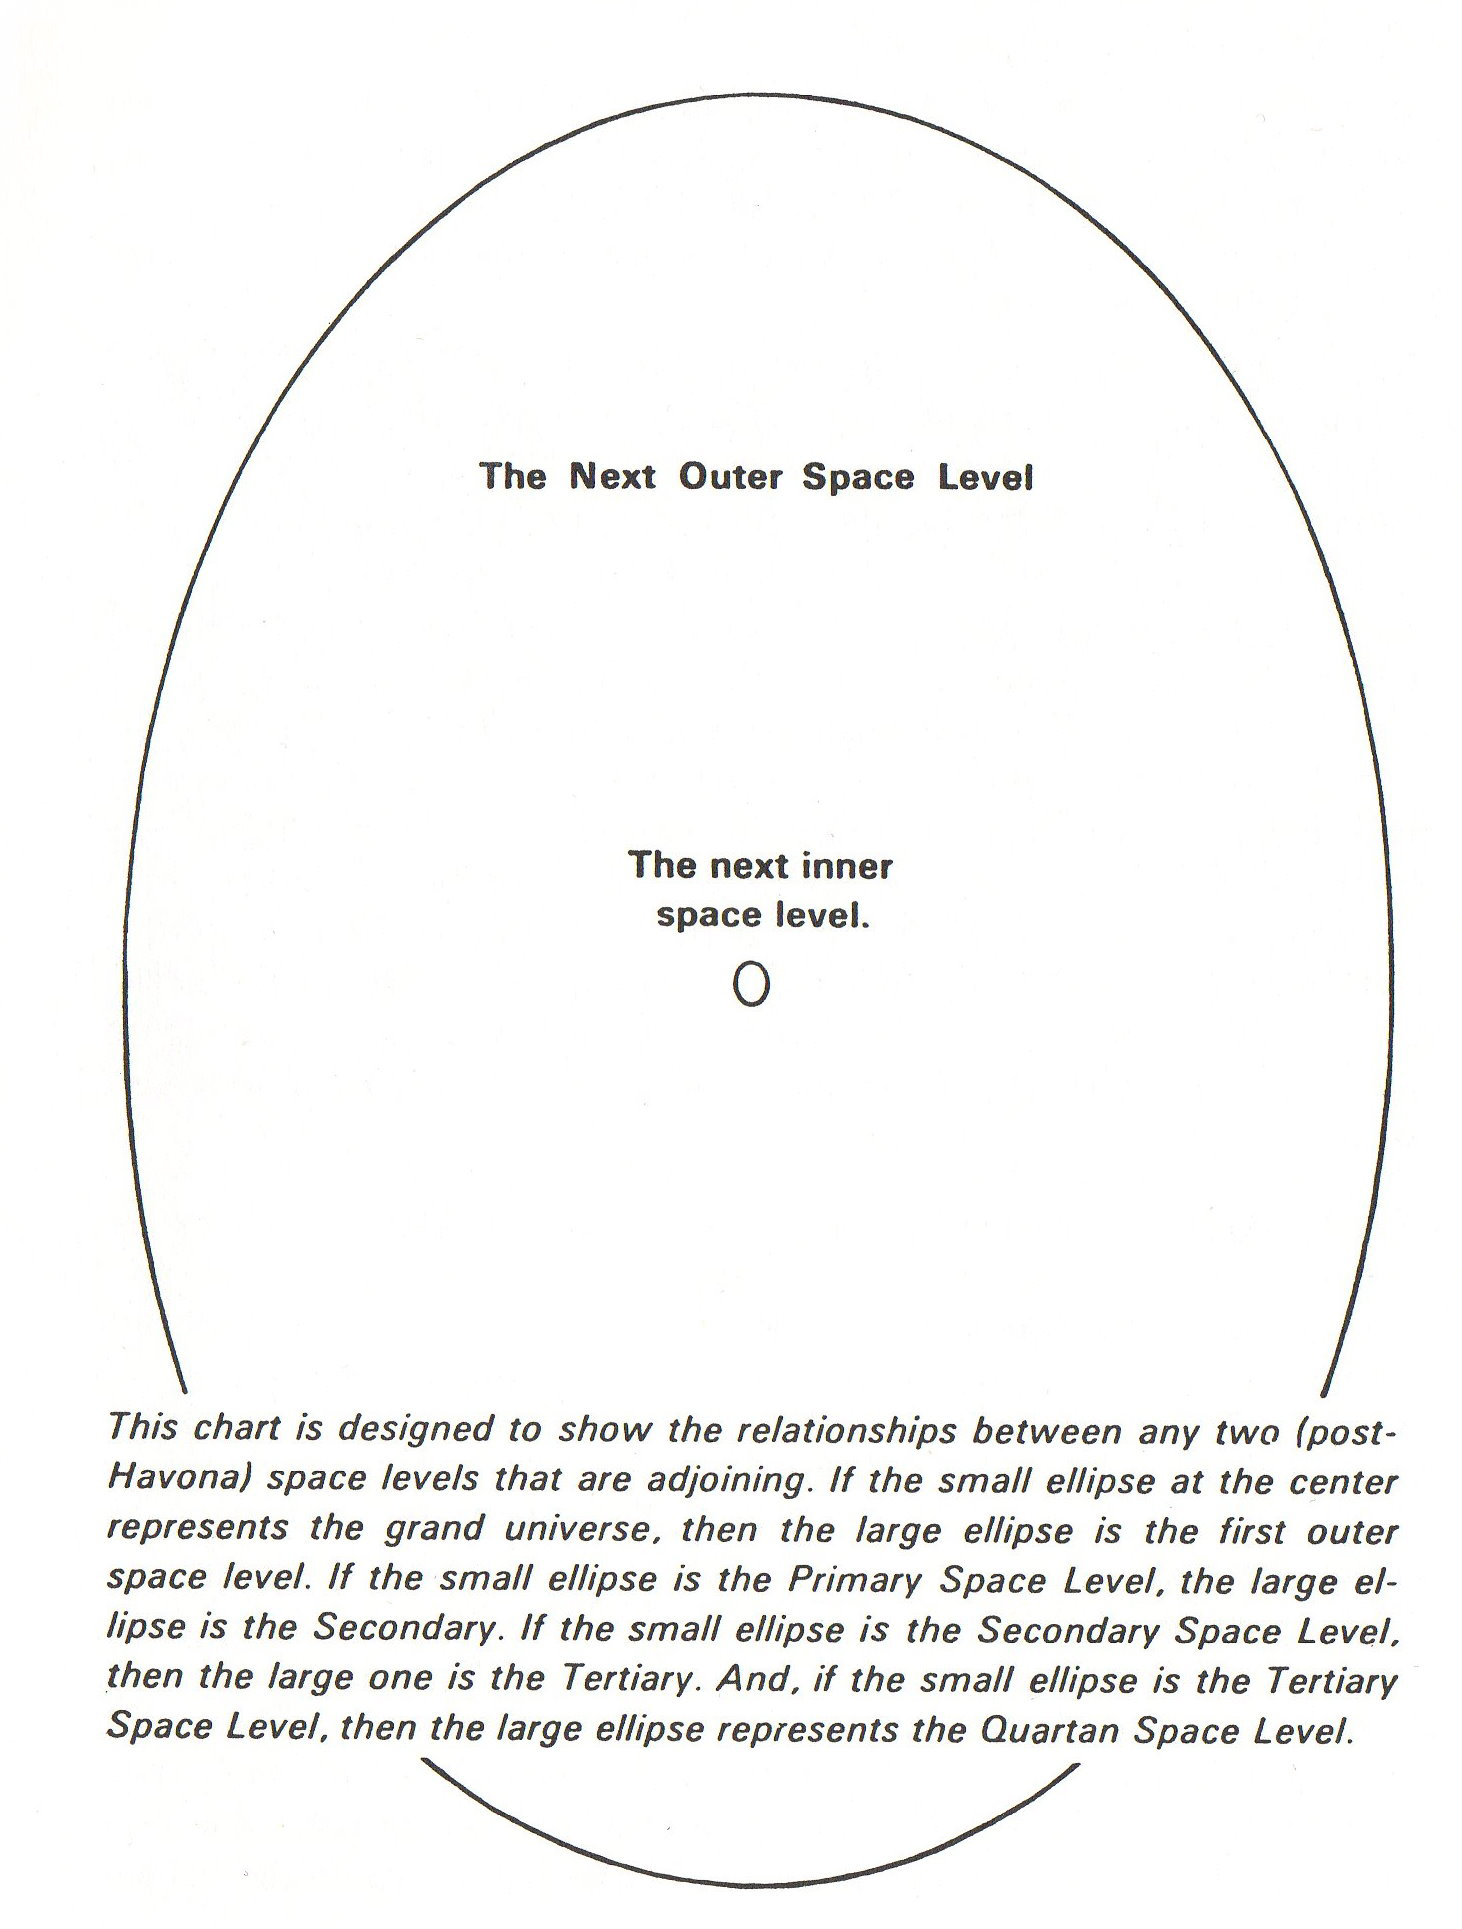 The Next Outer Space Level
The next inner
space level.
This chart is designed to show the relationships between any two (post-
Havona) space levels that are adjoining. If the small ellipse at the center
represents the grand universe, then the large ellipse is the first outer
space level. If the small ellipse is the Primary Space Level, the large el-
lipse is the Secondary. If the small ellipse is the Secondary Space Level,
then the large one is the Tertiary. And, if the small ellipse is the Tertiary
Space Level, then the large ellipse represents the Quartan Space Level.